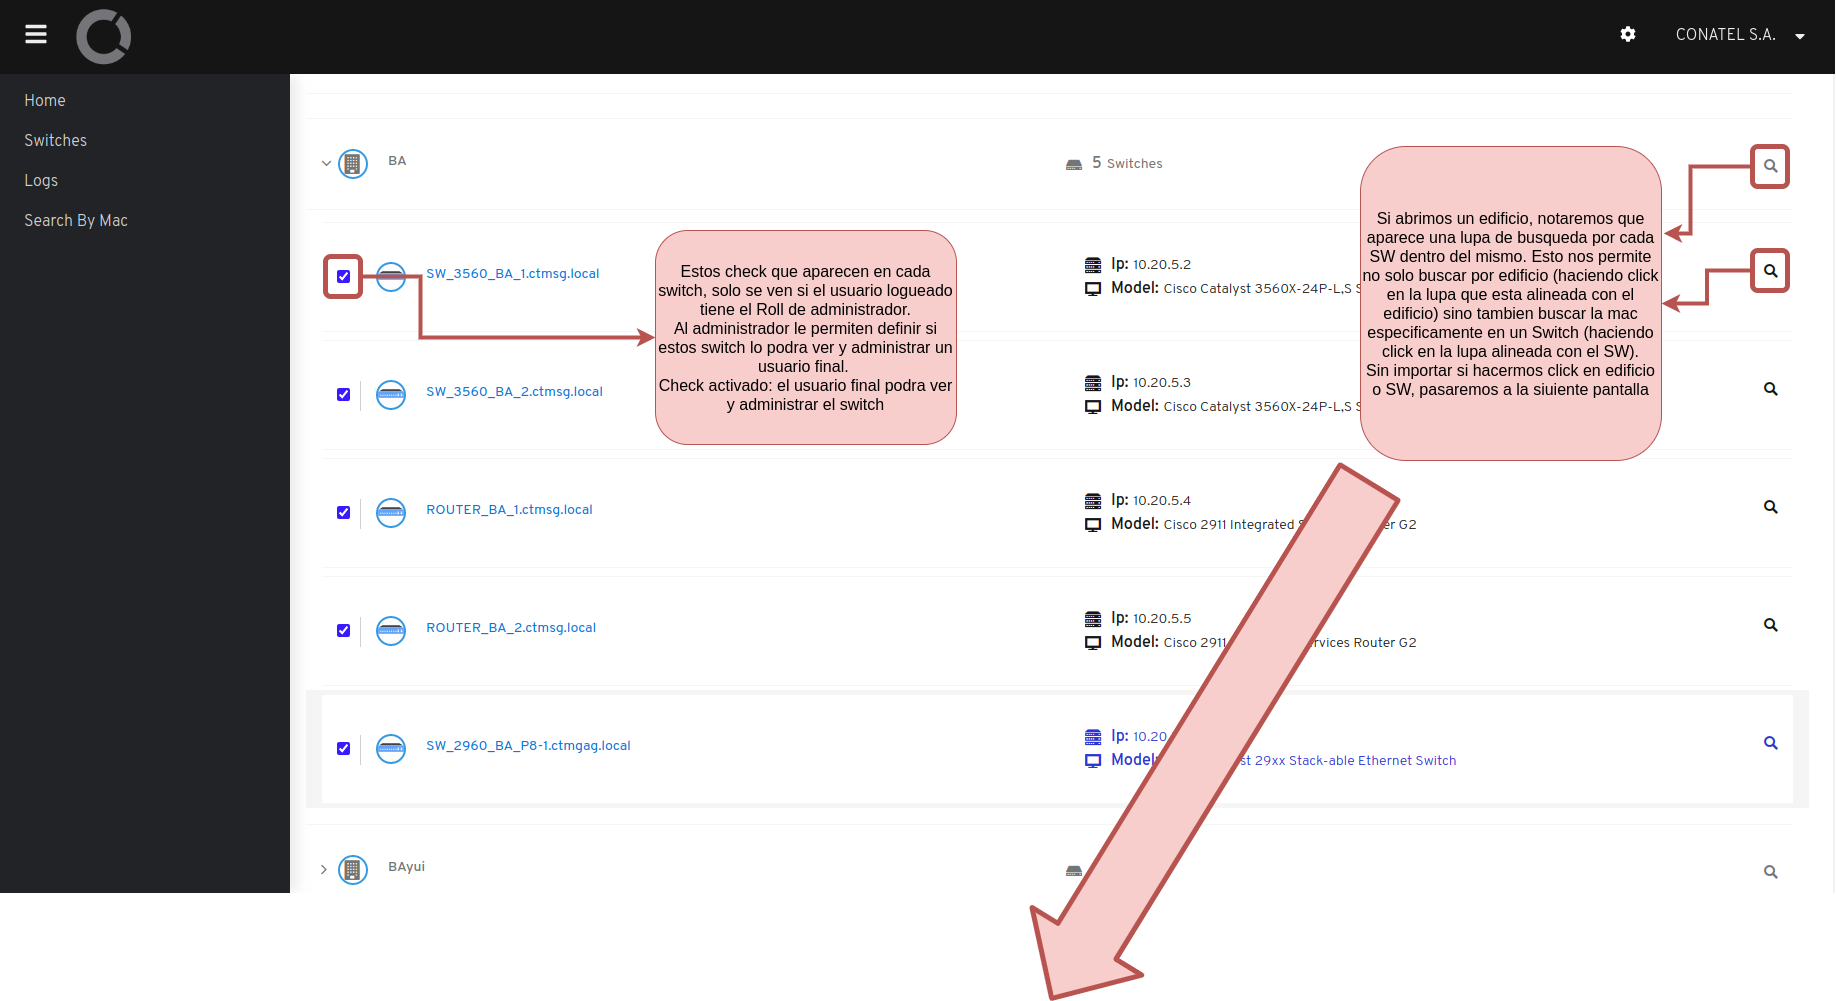 CONATEL S.A.
Home
Switches
Logs
Search By Mac
BA
5 Switches
SW_3560_BA_1.ctmsg.local
Ip: 10.20.5.2
Model: Cisco Catalyst 3560X-24P-L,S S
Estos check que aparecen en cada
switch, solo se ven si el usuario logueado
tiene el Roll de administrador.
Al administrador le permiten definir si
estos switch lo podra ver y administrar un
usuario final.
Check activado: el usuario final podra ver
y administrar el switch
Si abrimos un edificio, notaremos que
aparece una lupa de busqueda por cada
SW dentro del mismo. Esto nos permite
no solo buscar por edificio (haciendo click
en la lupa que esta alineada con el
edificio) sino tambien buscar la mac
especificamente en un Switch (haciendo
click en la lupa alineada con el SW).
Sin importar si hacermos click en edificio
o SW, pasaremos a la siuiente pantalla
SW_3560_BA_2.ctmsg.local
Ip: 10.20.5.3
Model: Cisco Catalyst 3560X-24P-L,S S
ROUTER_BA_1.ctmsg.local
Ip: 10.20.5.4
Model: Cisco 2911 Integrated er G2
ROUTER_BA_2.ctmsg.local
Ip: 10.20.5.5
Model: Cisco 2911 rvices Router G2
SW_2960_BA_P8-1.ctmgag.local
Ip: 10.20
Model st 29xx Stack-able Ethernet Switch
BAyui